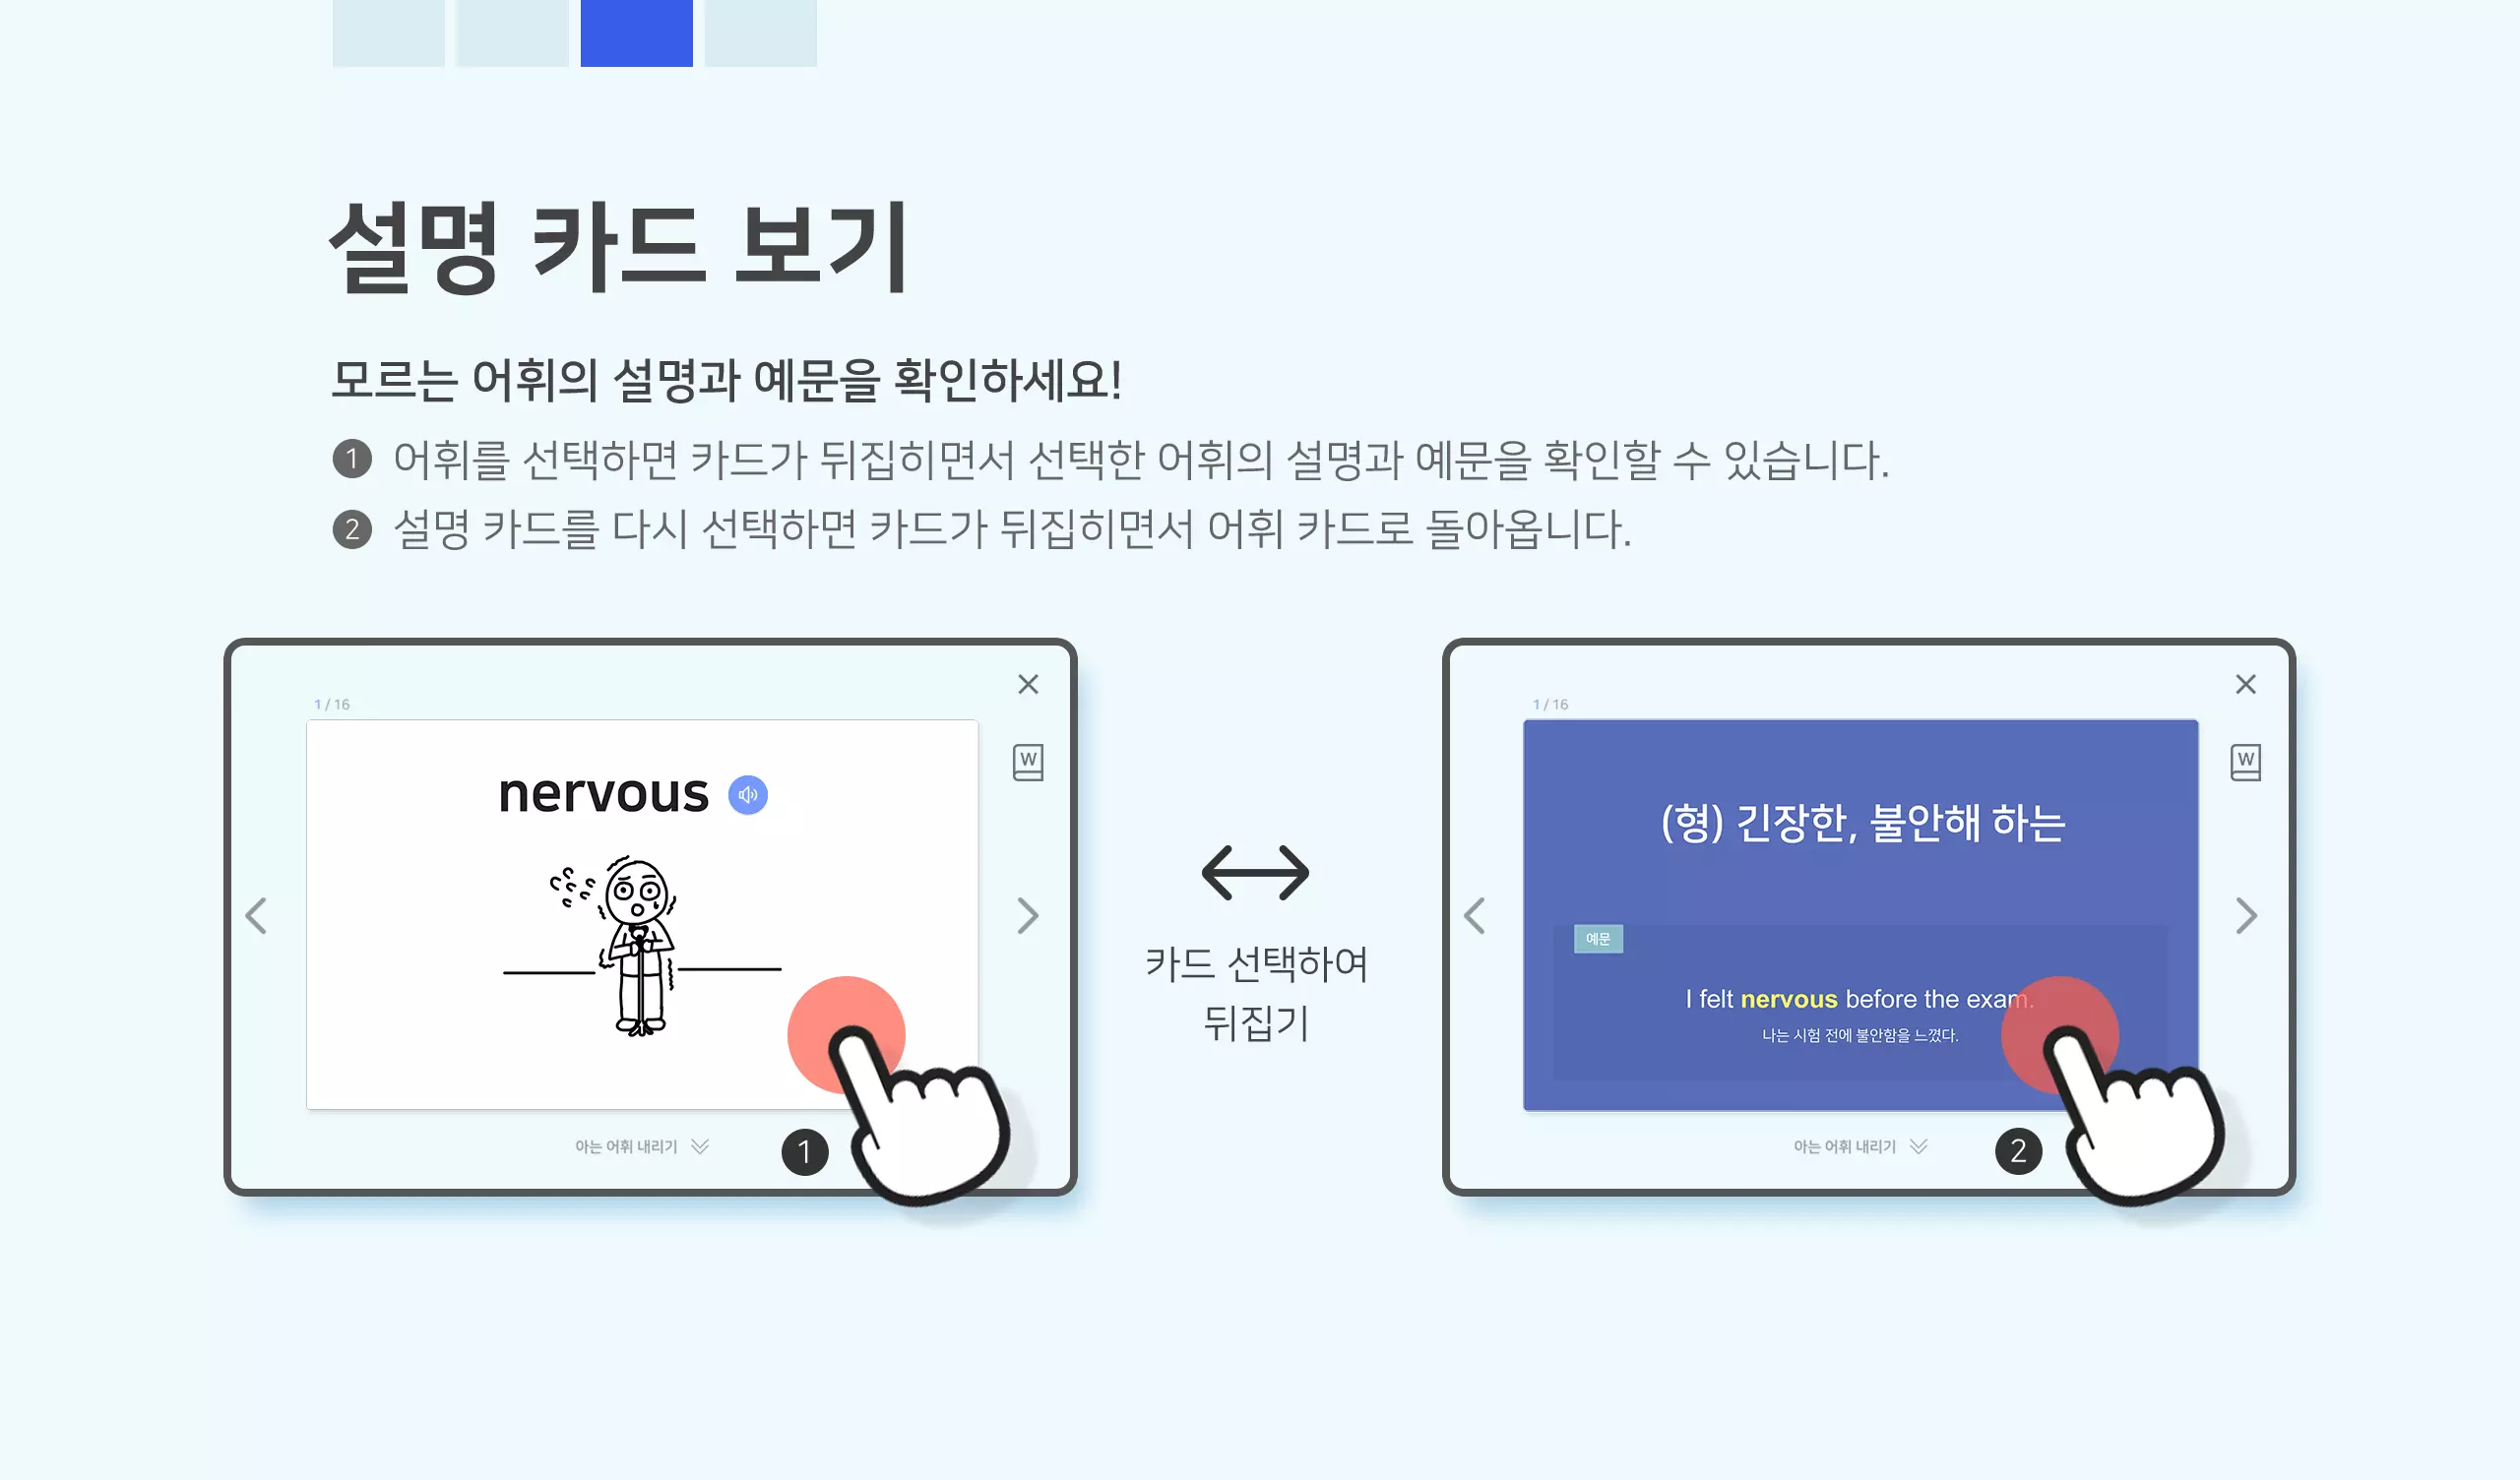 설명 카드 보기
모르는 어휘의 설명과 예문을 확인하세요!
1 어휘를 선택하면 카드가 뒤집히면서 선택한 어휘의 설명과 예문을 확인할 수 있습니다.
2 설명 카드를 다시 선택하면 카드가 뒤집히면서 어휘 카드로 돌아옵니다.
1 / 16
W
nervous
아는 어휘 내리기
1
카드 선택하여
뒤집기
1 / 16
W
(형) 긴장한, 불안해 하는
예문
I felt nervous before the exam.
나는 시험 전에 불안함을 느꼈다.
아는 어휘 내리기
2